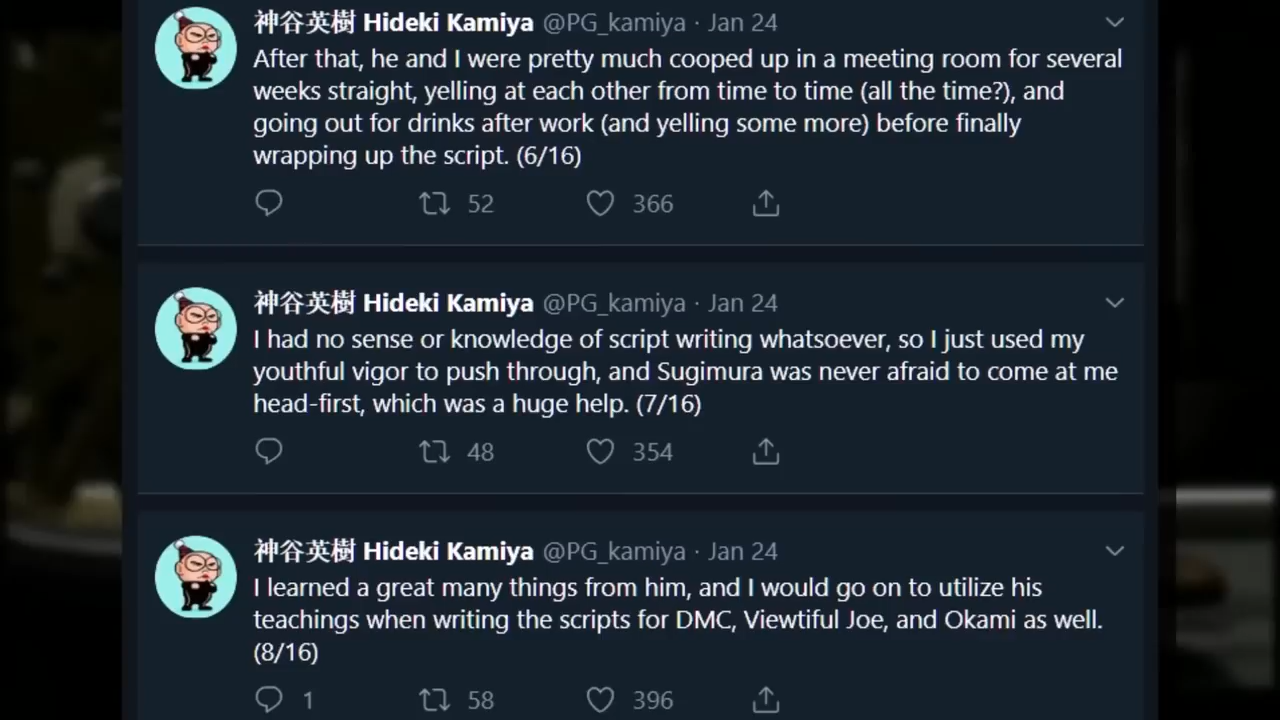 神谷英樹 Hideki Kamiya @PG_kamiya · Jan 24
After that, he and I were pretty much cooped up in a meeting room for several
weeks straight, yelling at each other from time to time (all the time?), and
going out for drinks after work (and yelling some more) before finally
wrapping up the script. (6/16)
52 366
神谷英樹 Hideki Kamiya @PG_kamiya · Jan 24
I had no sense or knowledge of script writing whatsoever, so I just used my
youthful vigor to push through, and Sugimura was never afraid to come at me
head-first, which was a huge help. (7/16)
48 354
神谷英樹 Hideki Kamiya @PG_kamiya · Jan 24
I learned a great many things from him, and I would go on to utilize his
teachings when writing the scripts for DMC, Viewtiful Joe, and Okami as well.
(8/16)
1 58 396